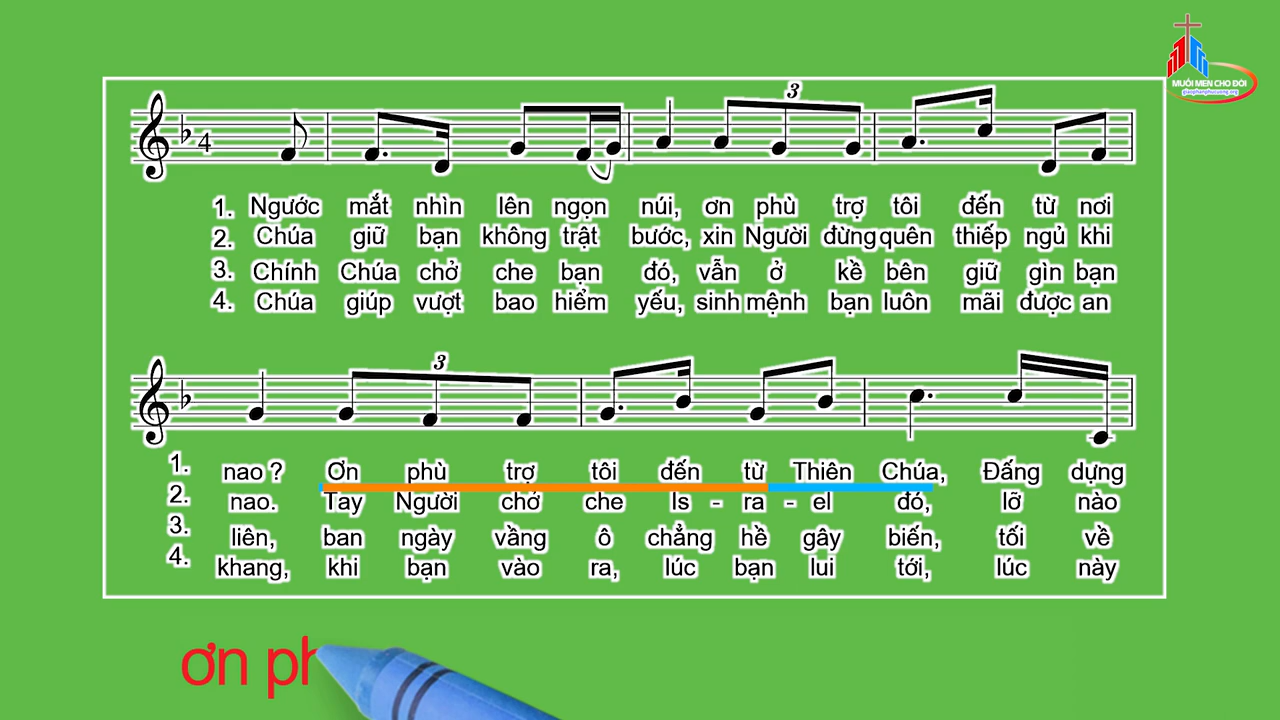 MUỐI MEN CHO ĐỜI
giaophanphucuong.org
3
4
1. Ngước mắt nhìn lên ngọn núi, ơn phù trợ tôi đến từ nơi
2. Chúa giữ bạn không trật bước, xin Người đừng quên thiếp ngủ khi
3. Chính Chúa chở che bạn đó, vẫn ở kề bên giữ gìn bạn
4. Chúa giúp vượt bao hiểm yếu, sinh mệnh bạn luôn mãi được an
3
1. nao ? Ơn phù trợ tôi đến từ Thiên Chúa, Đấng dựng
2. nao. Tay Người chở che Is - ra - el đó, lỡ nào
3. liên, ban ngày vầng ô chẳng hề gây biến, tối về
4. khang, khi bạn vào ra, lúc bạn lui tới, lúc này
ơn ph